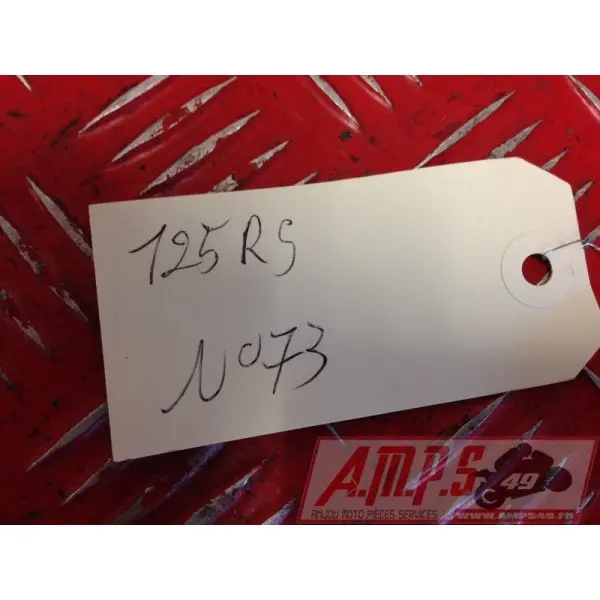 125 RS
N°73
A.M.P.S 49
ANJOU MOTO PIÈCES SERVICES
WWW.AMPS49.FR